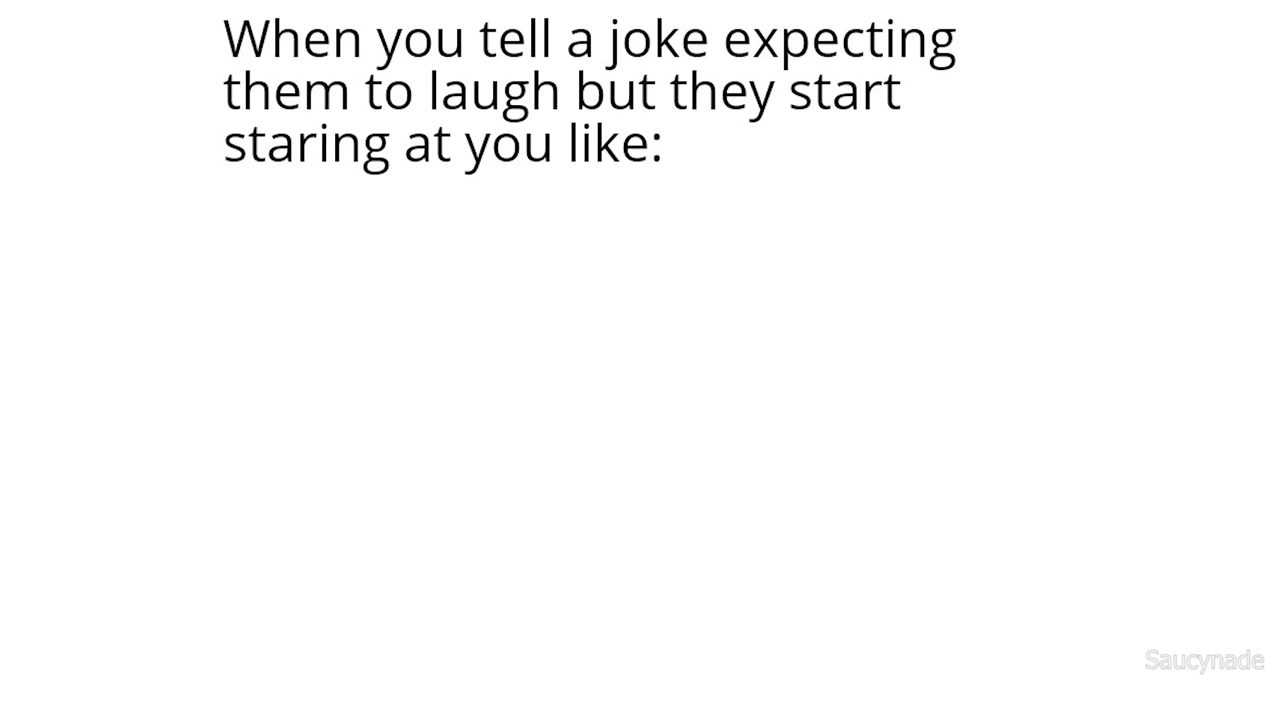 When you tell a joke expecting
them to laugh but they start
staring at you like:
Saucynade